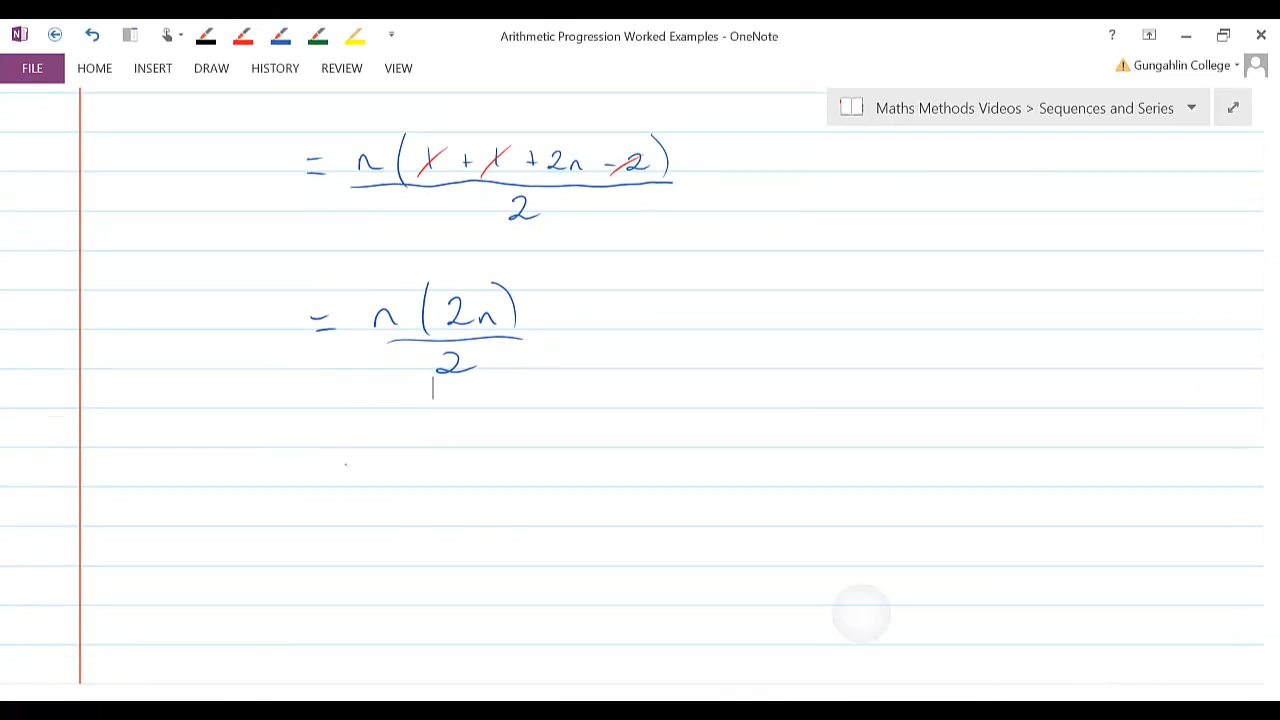 Arithmetic Progression Worked Examples - OneNote
?
FILE HOME INSERT DRAW HISTORY REVIEW VIEW
Gungahlin College
Maths Methods Videos > Sequences and Series
= n(1 + 1 + 2n - 2)
2
= n(2n)
2